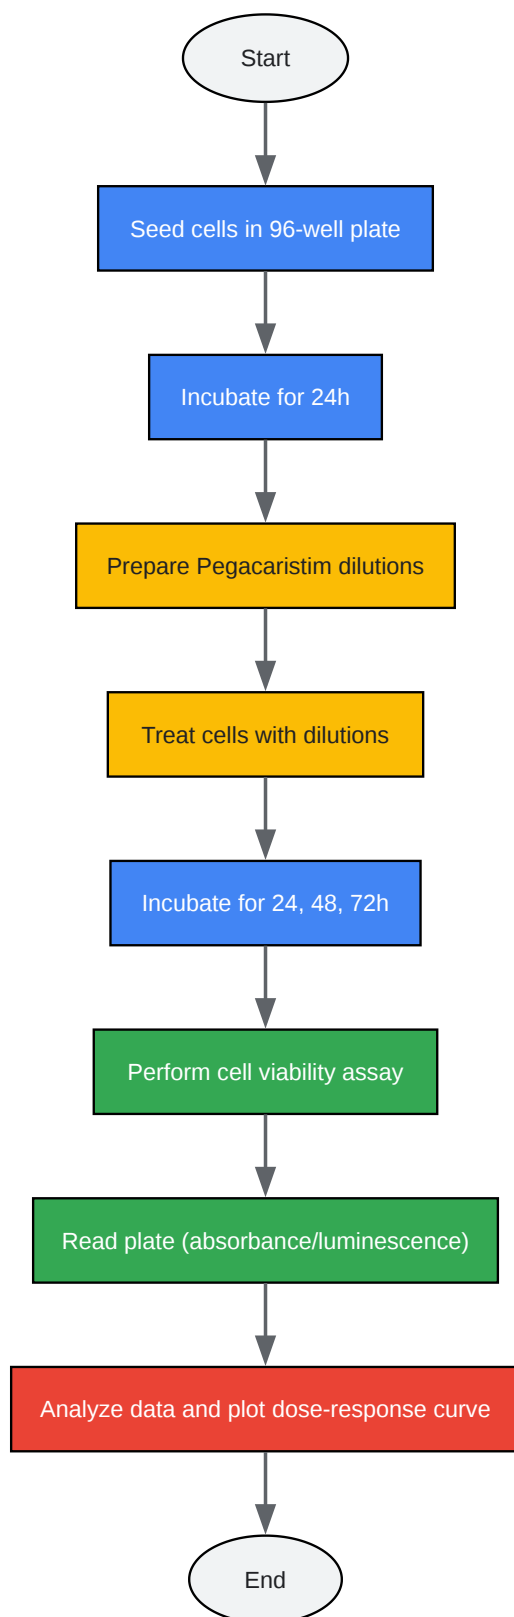 Start
Seed cells in 96-well plate
Incubate for 24h
Prepare Pegacaristim dilutions
Treat cells with dilutions
Incubate for 24, 48, 72h
Perform cell viability assay
Read plate (absorbance/luminescence)
Analyze data and plot dose-response curve
End